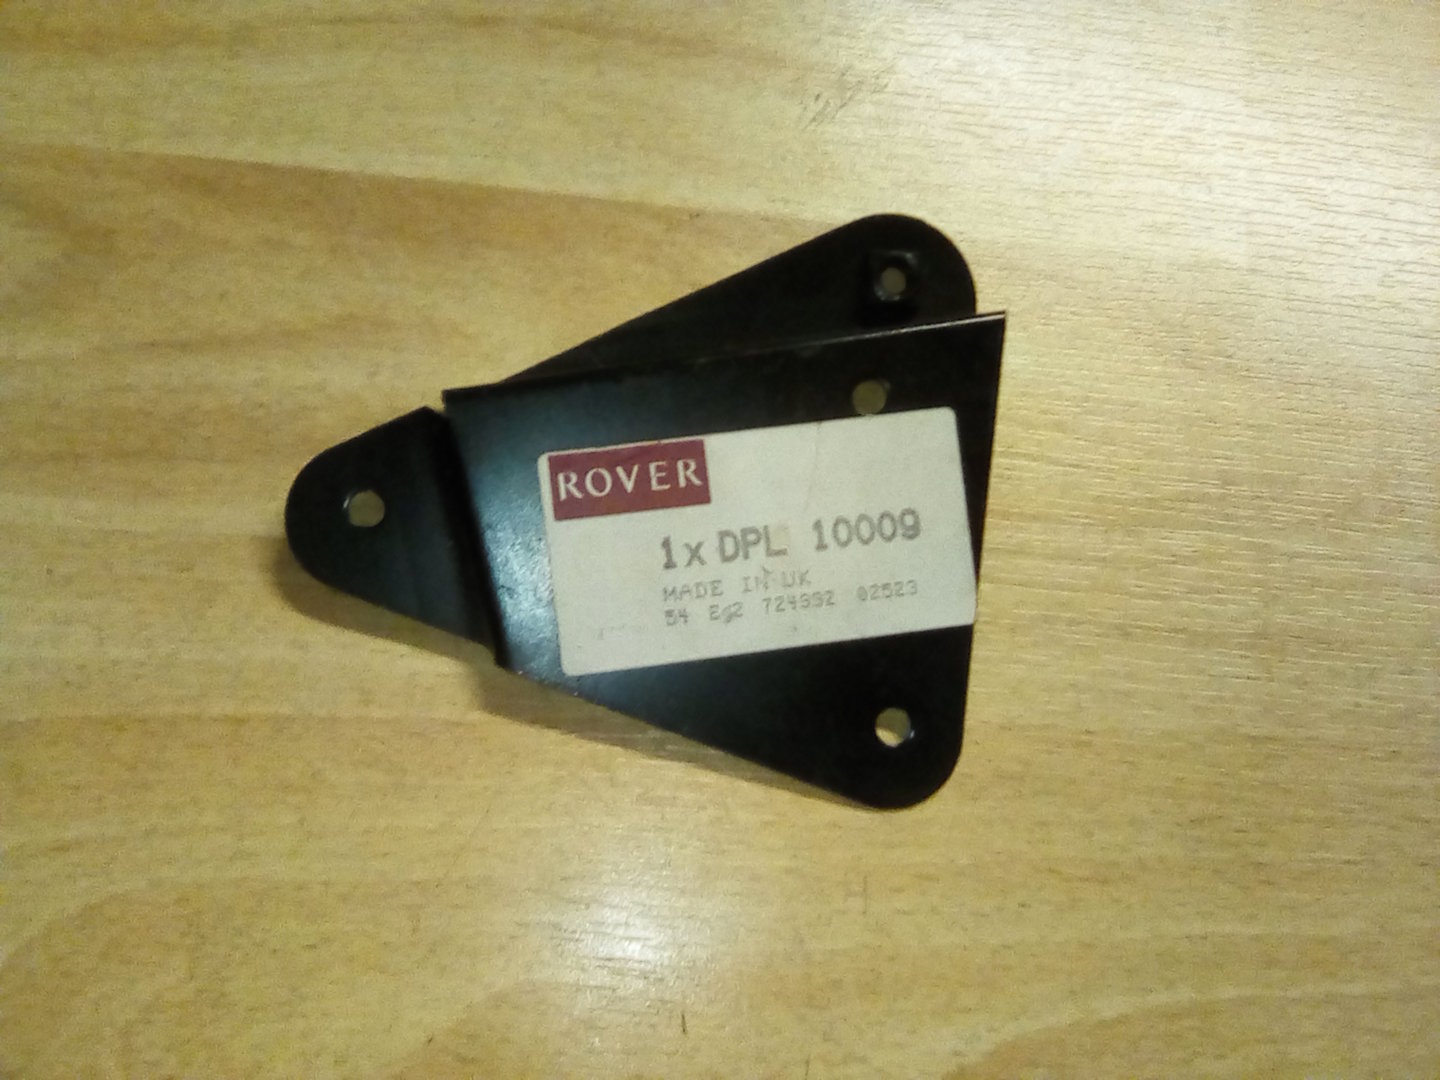 ROVER
1x DPL 10009
MADE IN UK
54 Eg2 724992 02523